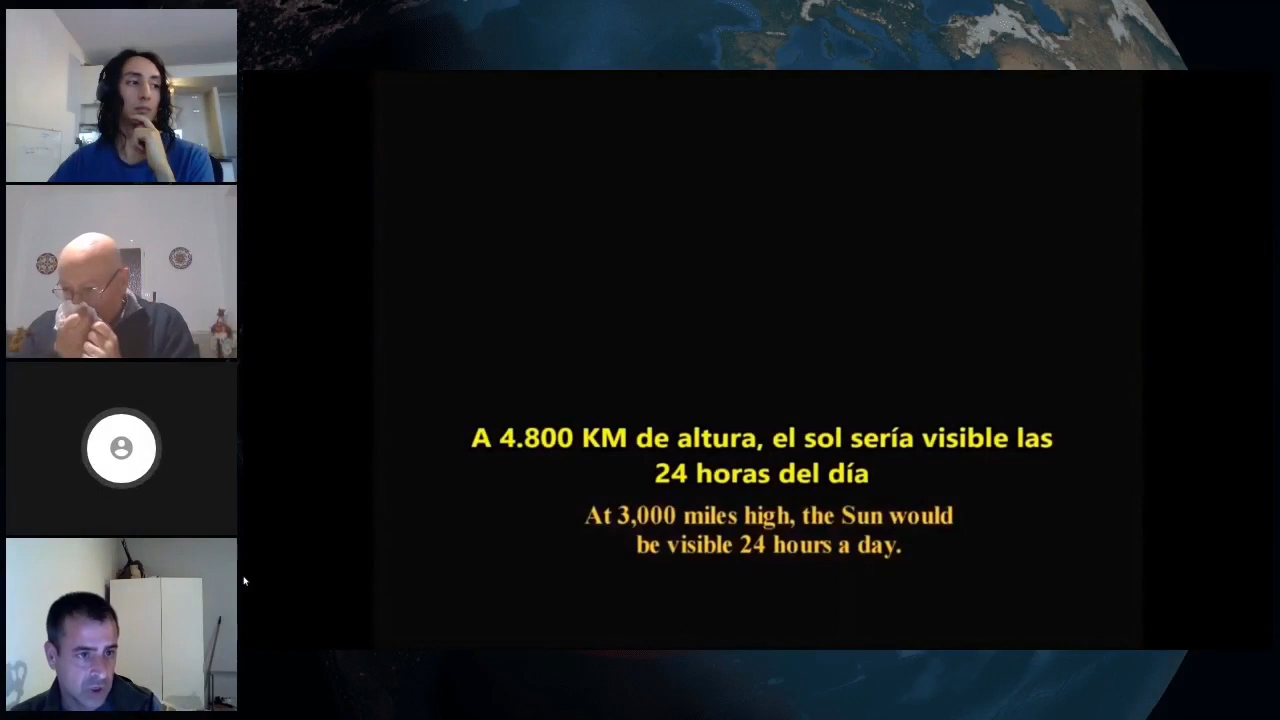 A 4.800 KM de altura, el sol sería visible las
24 horas del día
At 3,000 miles high, the Sun would
be visible 24 hours a day.